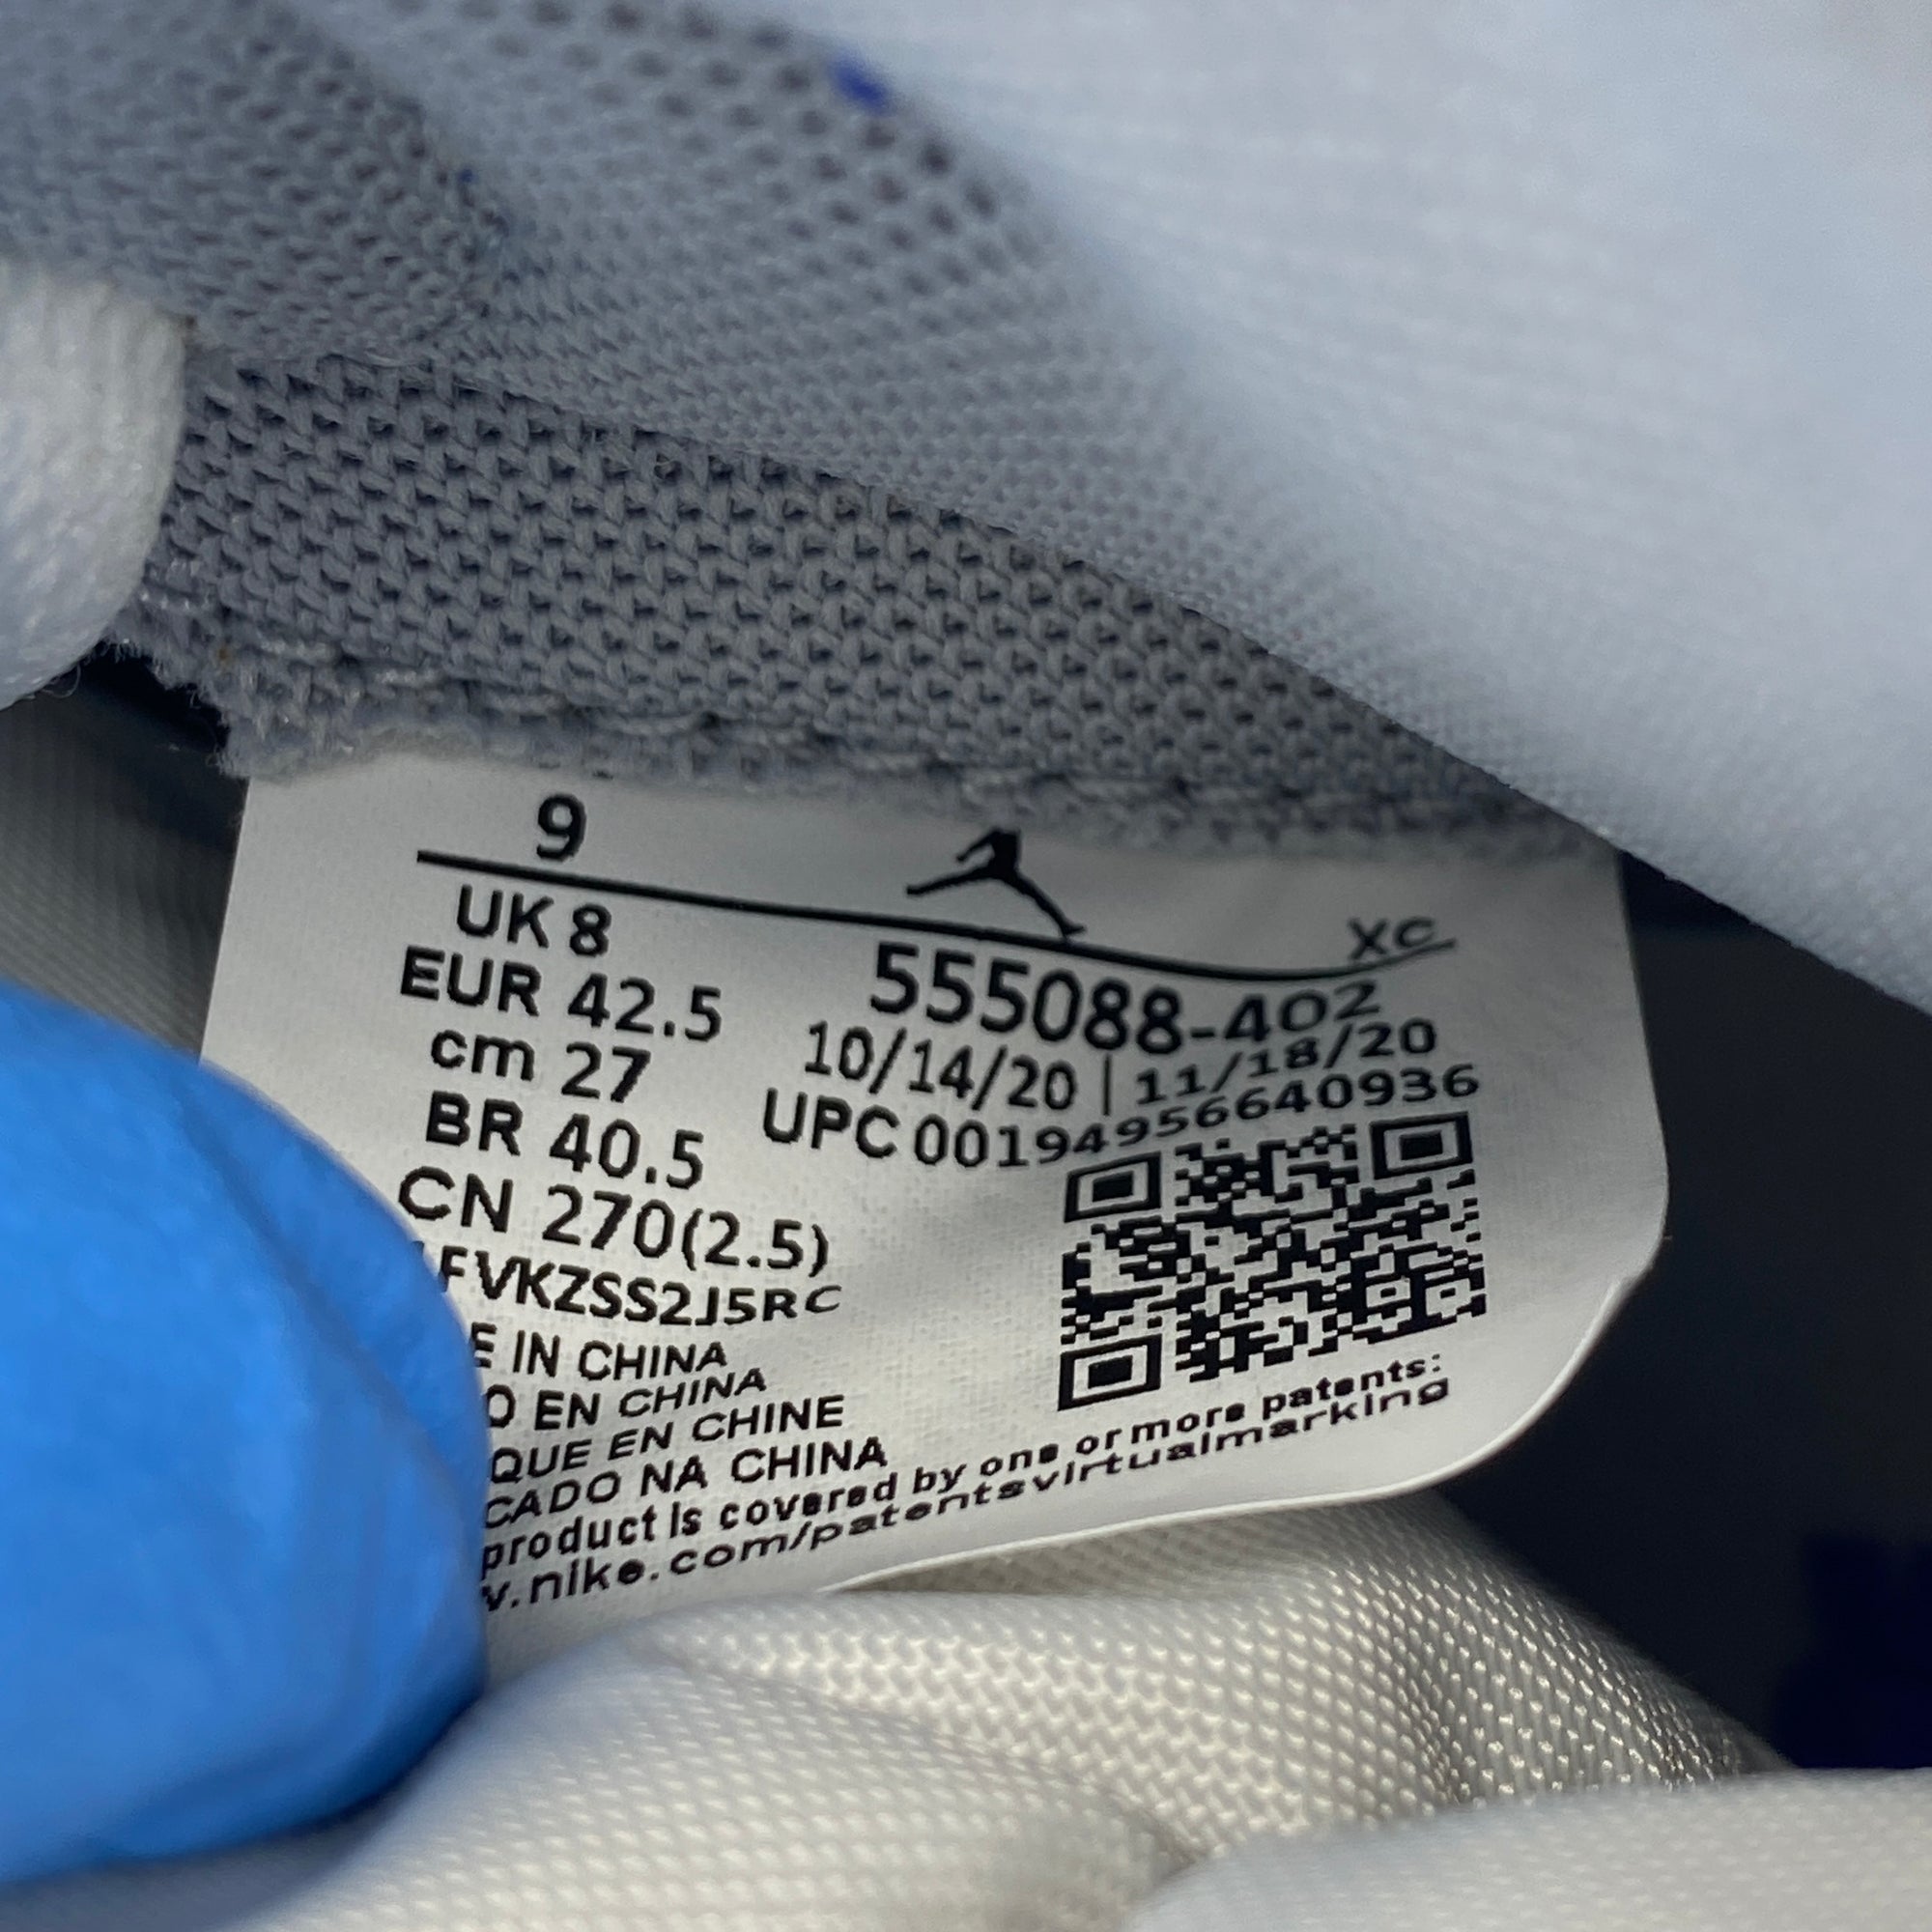 9
XC
UK 8
EUR 42.5
cm 27
BR 40.5
CN 270(2.5)
555088-402
10/14/20 | 11/18/20
UPC 00194956640936
FVKZSS2J5RC
E IN CHINA
O EN CHINA
QUE EN CHINE
CADO NA CHINA
product is covered by one or more patents:
v.nike.com/patentsvirtualmarking